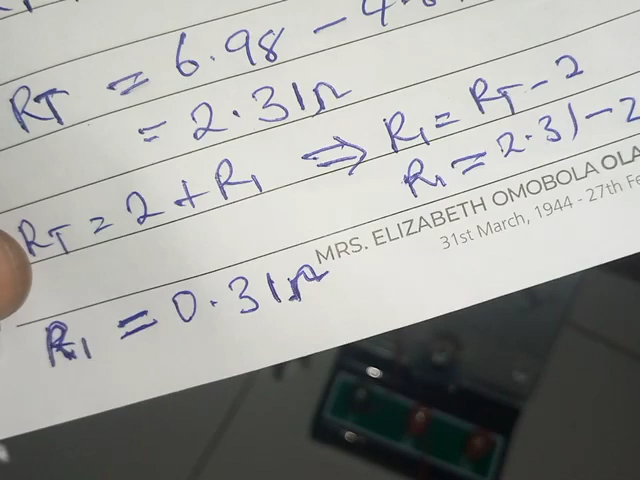 RT = 6.98 - 4.
= 2.31Ω
RT = 2 + R1 ⇒ R1 = RT - 2
R1 = 2.31 - 2
MRS. ELIZABETH OMOBOLA OLA
31st March, 1944 - 27th Fe
R1 = 0.31Ω